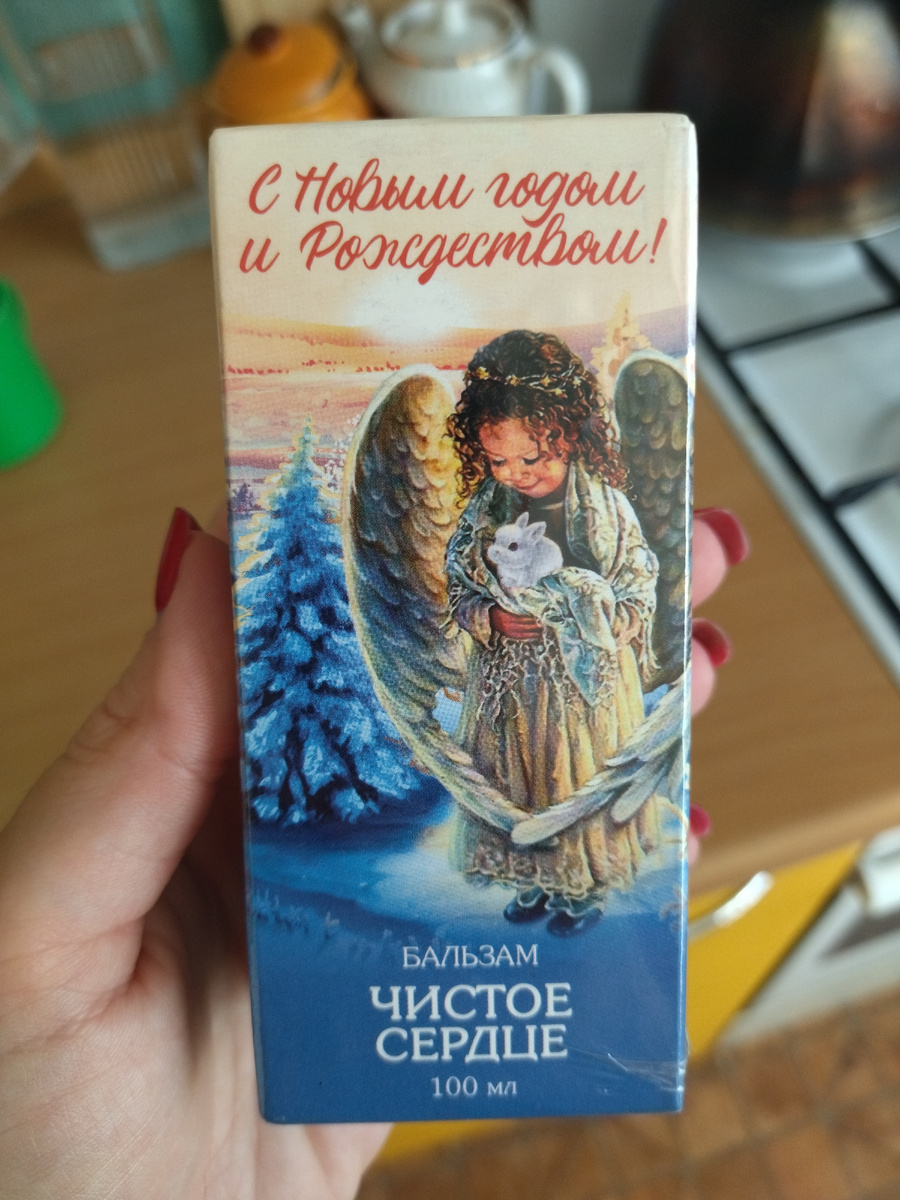 С Новым годом
и Рождеством!
БАЛЬЗАМ
ЧИСТОЕ
СЕРДЦЕ
100 мл